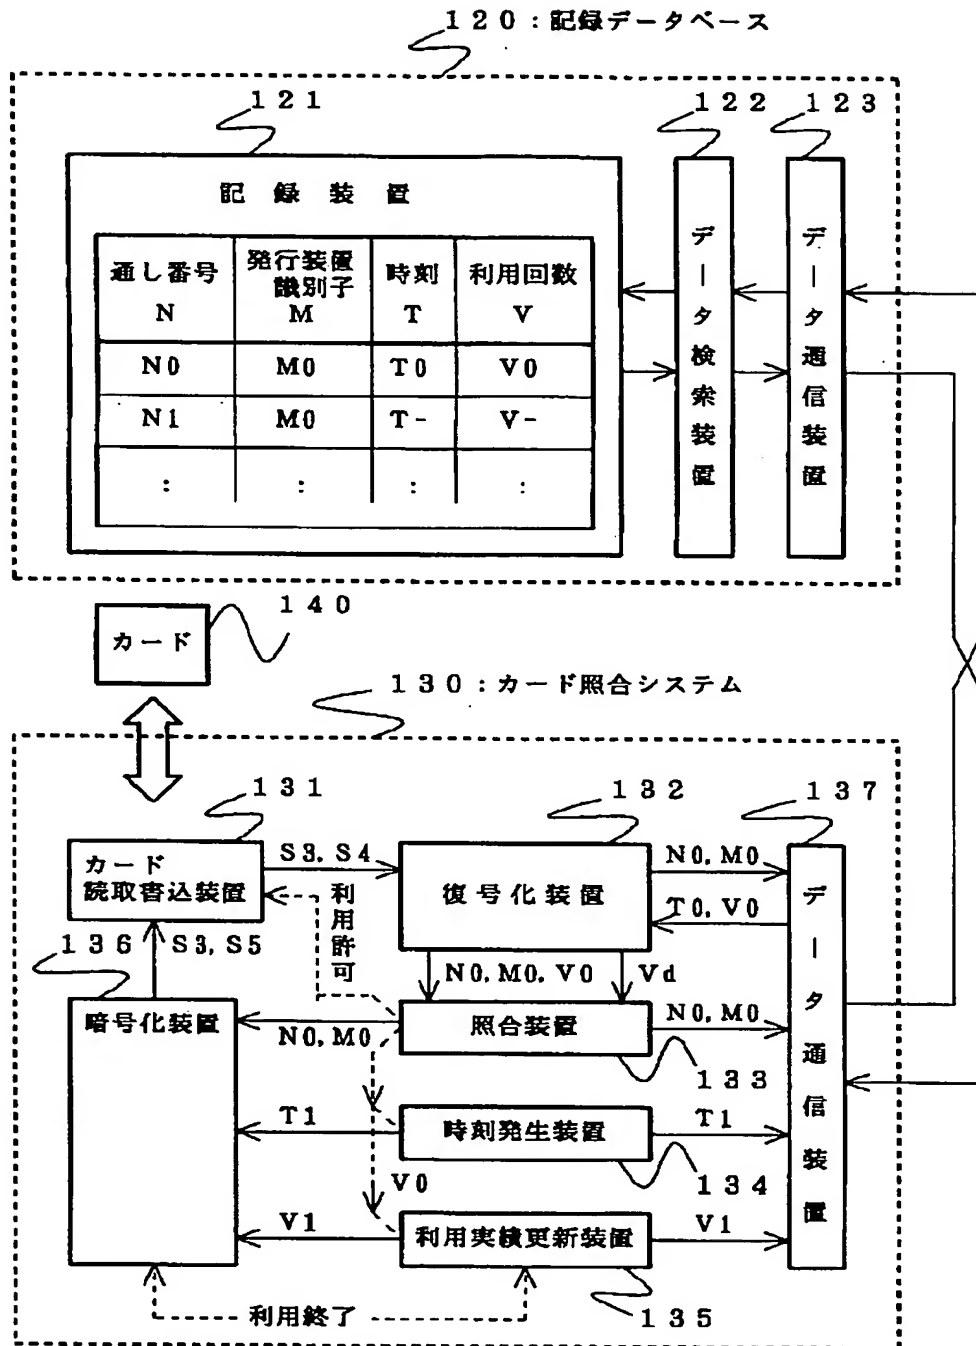 120：記録データベース
121
122
123
記録装置
通し番号 N
発行装置識別子 M
時刻 T
利用回数 V
N0 M0 T0 V0
N1 M0 T- V-
： ： ： ：
データ検索装置
データ通信装置
140
カード
130：カード照合システム
131
132
137
カード
読取書込装置
S3,S4
復号化装置
N0,M0
T0,V0
利用許可
136
S3,S5
N0,M0,V0
Vd
暗号化装置
N0,M0
照合装置
N0,M0
133
データ通信装置
T1
時刻発生装置
T1
134
V0
V1
利用実績更新装置
V1
利用終了
135